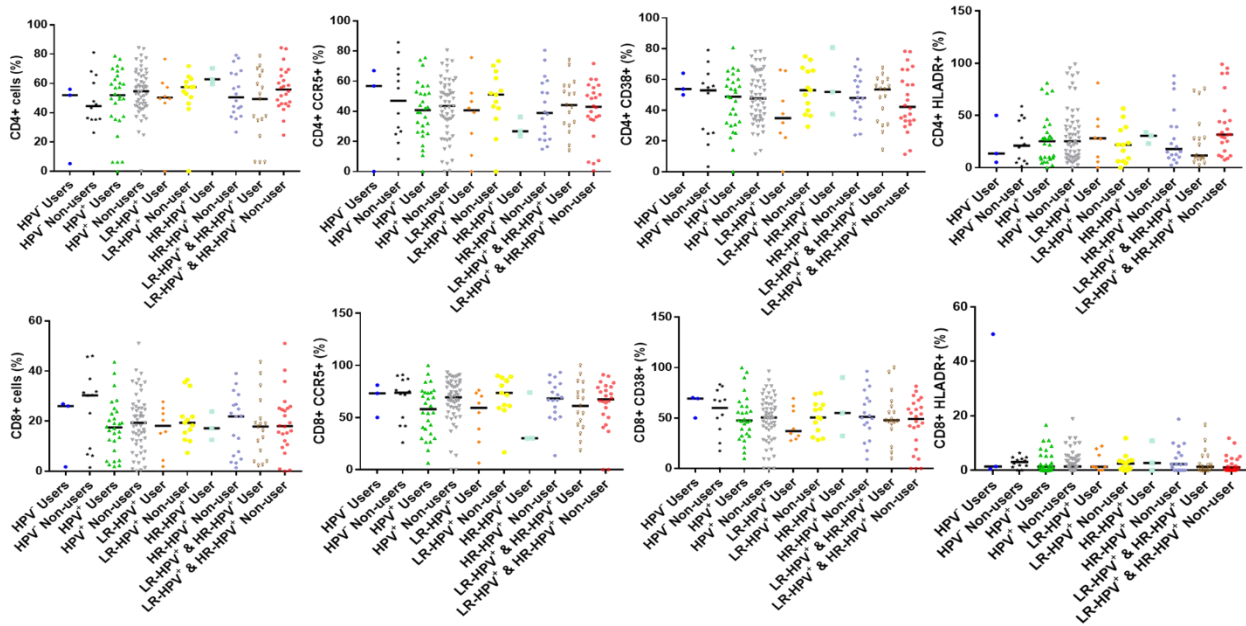 CD4+ cells (%)
100
80
60
40
20
0
HPV⁻ Users
HPV⁻ Non-users
HPV⁺ Users
HPV⁺ Non-users
LR-HPV⁺ User
LR-HPV⁺ Non-user
HR-HPV⁺ User
HR-HPV⁺ Non-user
LR-HPV⁺ & HR-HPV⁺ User
LR-HPV⁺ & HR-HPV⁺ Non-user
CD4+ CCR5+ (%)
100
80
60
40
20
0
HPV⁻ User
HPV⁻ Non-user
HPV⁺ User
HPV⁺ Non-user
LR-HPV⁺ User
LR-HPV⁺ Non-user
HR-HPV⁺ User
HR-HPV⁺ Non-user
LR-HPV⁺ & HR-HPV⁺ User
LR-HPV⁺ & HR-HPV⁺ Non-user
CD4+ CD38+ (%)
100
80
60
40
20
0
HPV⁻ User
HPV⁻ Non-user
HPV⁺ User
HPV⁺ Non-user
LR-HPV⁺ User
LR-HPV⁺ Non-user
HR-HPV⁺ User
HR-HPV⁺ Non-user
LR-HPV⁺ & HR-HPV⁺ User
LR-HPV⁺ & HR-HPV⁺ Non-user
CD4+ HLADR+ (%)
150
100
50
0
HPV⁻ User
HPV⁻ Non-user
HPV⁺ User
HPV⁺ Non-user
LR-HPV⁺ User
LR-HPV⁺ Non-user
HR-HPV⁺ User
HR-HPV⁺ Non-user
LR-HPV⁺ & HR-HPV⁺ User
LR-HPV⁺ & HR-HPV⁺ Non-user
CD8+ cells (%)
60
40
20
0
HPV⁻ Users
HPV⁻ Non-users
HPV⁺ Users
HPV⁺ Non-users
LR-HPV⁺ User
LR-HPV⁺ Non-user
HR-HPV⁺ User
HR-HPV⁺ Non-user
LR-HPV⁺ & HR-HPV⁺ User
LR-HPV⁺ & HR-HPV⁺ Non-user
CD8+ CCR5+ (%)
150
100
50
0
HPV⁻ Users
HPV⁻ Non-users
HPV⁺ Users
HPV⁺ Non-users
LR-HPV⁺ User
LR-HPV⁺ Non-user
HR-HPV⁺ User
HR-HPV⁺ Non-user
LR-HPV⁺ & HR-HPV⁺ User
LR-HPV⁺ & HR-HPV⁺ Non-user
CD8+ CD38+ (%)
150
100
50
0
HPV⁻ Users
HPV⁻ Non-users
HPV⁺ Users
HPV⁺ Non-users
LR-HPV⁺ User
LR-HPV⁺ Non-user
HR-HPV⁺ User
HR-HPV⁺ Non-user
LR-HPV⁺ & HR-HPV⁺ User
LR-HPV⁺ & HR-HPV⁺ Non-user
CD8+ HLADR+ (%)
60
40
20
0
HPV⁻ Users
HPV⁻ Non-users
HPV⁺ Users
HPV⁺ Non-users
LR-HPV⁺ User
LR-HPV⁺ Non-user
HR-HPV⁺ User
HR-HPV⁺ Non-user
LR-HPV⁺ & HR-HPV⁺ User
LR-HPV⁺ & HR-HPV⁺ Non-user